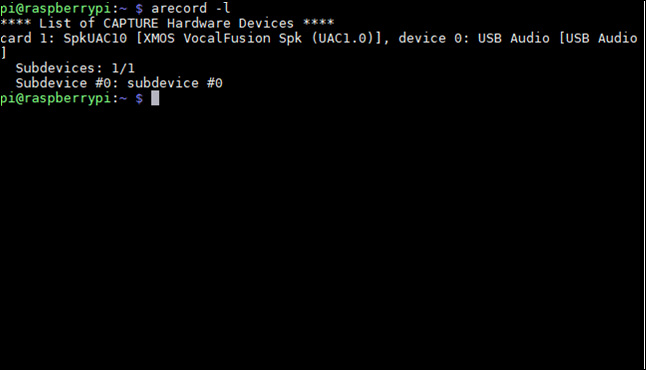 pi@raspberrypi:~ $ arecord -l
**** List of CAPTURE Hardware Devices ****
card 1: SpkUAC10 [XMOS VocalFusion Spk (UAC1.0)], device 0: USB Audio [USB Audio
]
  Subdevices: 1/1
  Subdevice #0: subdevice #0
pi@raspberrypi:~ $